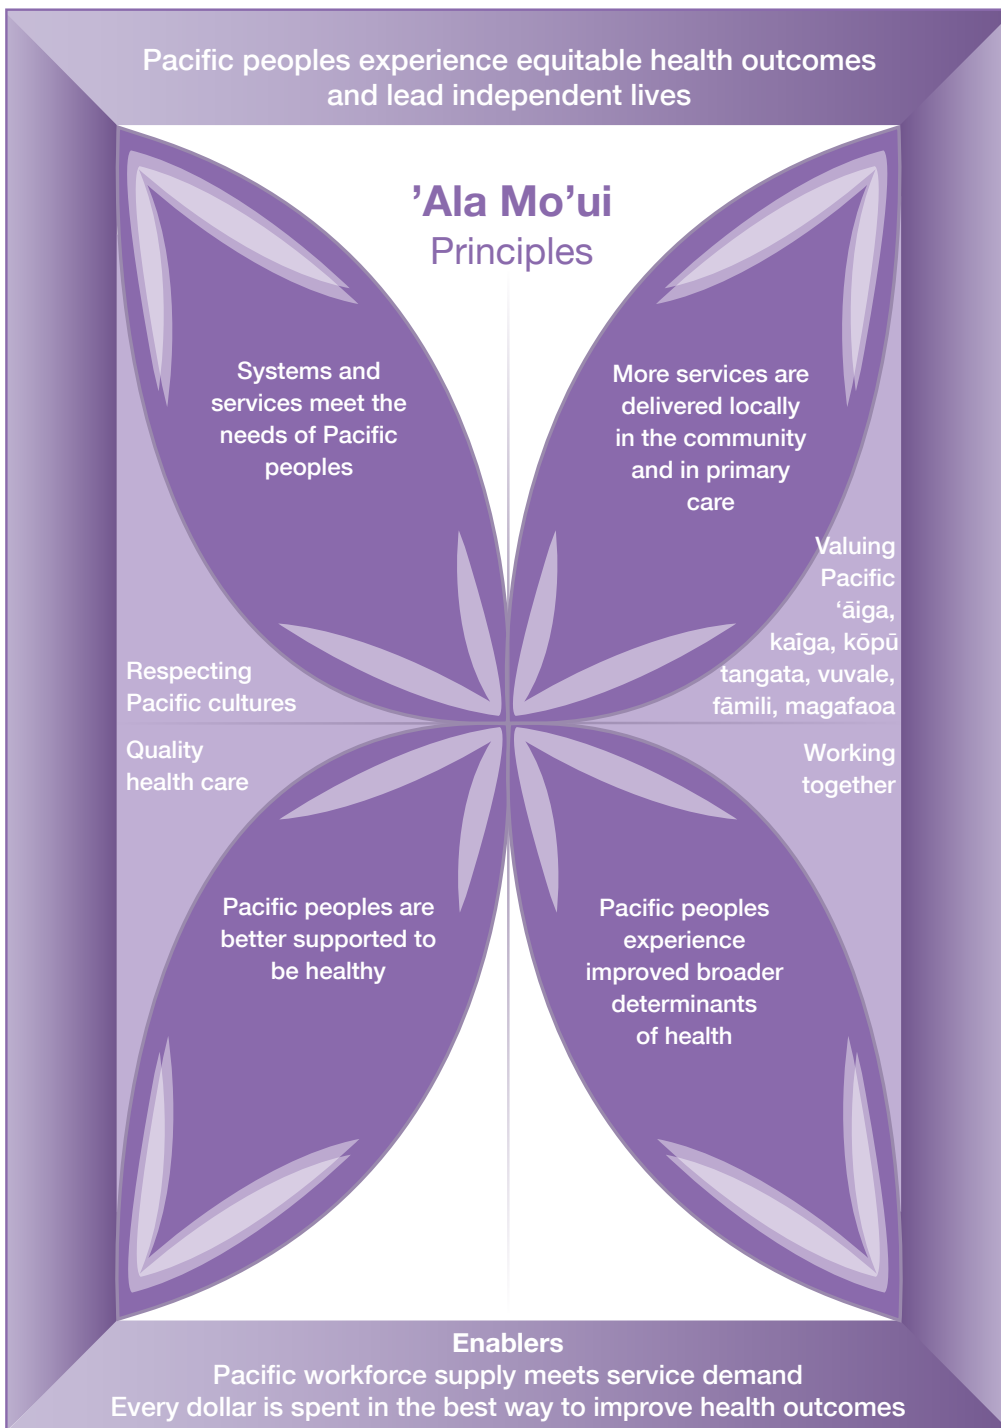 Pacific peoples experience equitable health outcomes
and lead independent lives
’Ala Mo’ui
Principles
Systems and
services meet the
needs of Pacific
peoples
More services are
delivered locally
in the community
and in primary
care
Respecting
Pacific cultures
Valuing
Pacific
‘āiga,
kaīga, kōpū
tangata, vuvale,
fāmili, magafaoa
Quality
health care
Working
together
Pacific peoples are
better supported to
be healthy
Pacific peoples
experience
improved broader
determinants
of health
Enablers
Pacific workforce supply meets service demand
Every dollar is spent in the best way to improve health outcomes